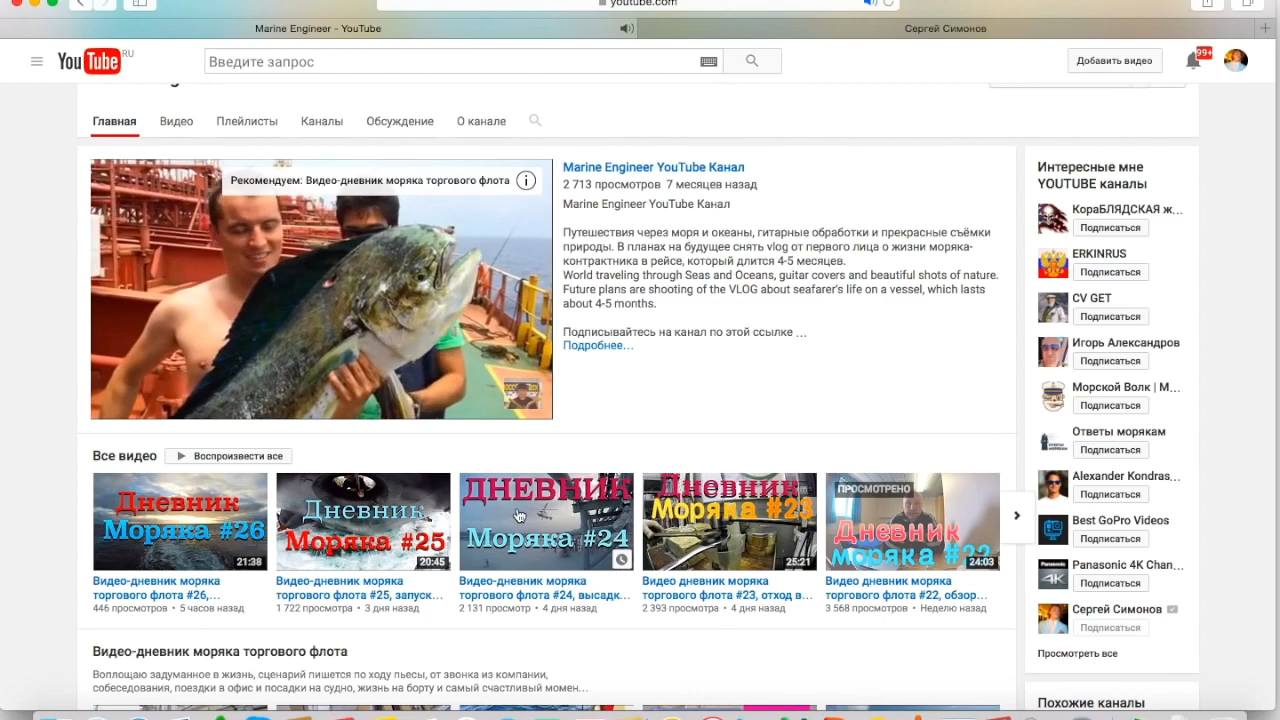 youtube.com
Marine Engineer - YouTube
Сергей Симонов
YouTube RU
Введите запрос
Добавить видео
99+
Главная
Видео
Плейлисты
Каналы
Обсуждение
О канале
Рекомендуем: Видео-дневник моряка торгового флота
Marine Engineer YouTube Канал
2 713 просмотров 7 месяцев назад
Marine Engineer YouTube Канал
Путешествия через моря и океаны, гитарные обработки и прекрасные съёмки
природы. В планах на будущее снять vlog от первого лица о жизни моряка-
контрактника в рейсе, который длится 4-5 месяцев.
World traveling through Seas and Oceans, guitar covers and beautiful shots of nature.
Future plans are shooting of the VLOG about seafarer's life on a vessel, which lasts
about 4-5 months.
Подписывайтесь на канал по этой ссылке ...
Подробнее...
Все видео
Воспроизвести все
Дневник
Моряка #26
21:38
Видео-дневник моряка
торгового флота #26,...
446 просмотров • 5 часов назад
Дневник
Моряка #25
20:45
Видео-дневник моряка
торгового флота #25, запуск...
1 722 просмотра • 3 дня назад
ДНЕВНИК
Моряка #24
Видео-дневник моряка
торгового флота #24, высадк...
2 131 просмотр • 4 дня назад
Дневник
Моряка #23
25:21
Видео дневник моряка
торгового флота #23, отход в...
2 393 просмотра • 4 дня назад
ПРОСМОТРЕНО
Дневник
моряка #22
24:03
Видео дневник моряка
торгового флота #22, обзор...
3 568 просмотров • Неделю назад
Видео-дневник моряка торгового флота
Воплощаю задуманное в жизнь, сценарий пишется по ходу пьесы, от звонка из компании,
собеседования, поездки в офис и посадки на судно, жизнь на борту и самый счастливый момен...
Интересные мне
YOUTUBE каналы
КораБЛЯДСКАЯ ж...
Подписаться
ERKINRUS
Подписаться
CV GET
Подписаться
Игорь Александров
Подписаться
Морской Волк | М...
Подписаться
Ответы морякам
Подписаться
Alexander Kondras...
Подписаться
Best GoPro Videos
Подписаться
Panasonic
4K
Panasonic 4K Chan...
Подписаться
Сергей Симонов
Подписаться
Просмотреть все
Похожие каналы